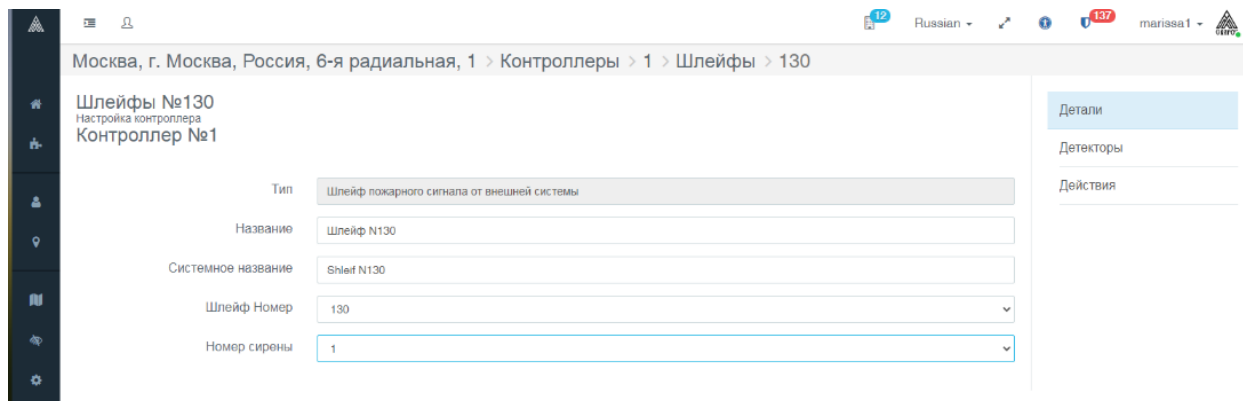 12
Russian
137
marissa1
Москва, г. Москва, Россия, 6-я радиальная, 1 > Контроллеры > 1 > Шлейфы > 130
Шлейфы №130
Настройка контроллера
Контроллер №1
Тип
Шлейф пожарного сигнала от внешней системы
Название
Шлейф N130
Системное название
Shleif N130
Шлейф Номер
130
Номер сирены
1
Детали
Детекторы
Действия